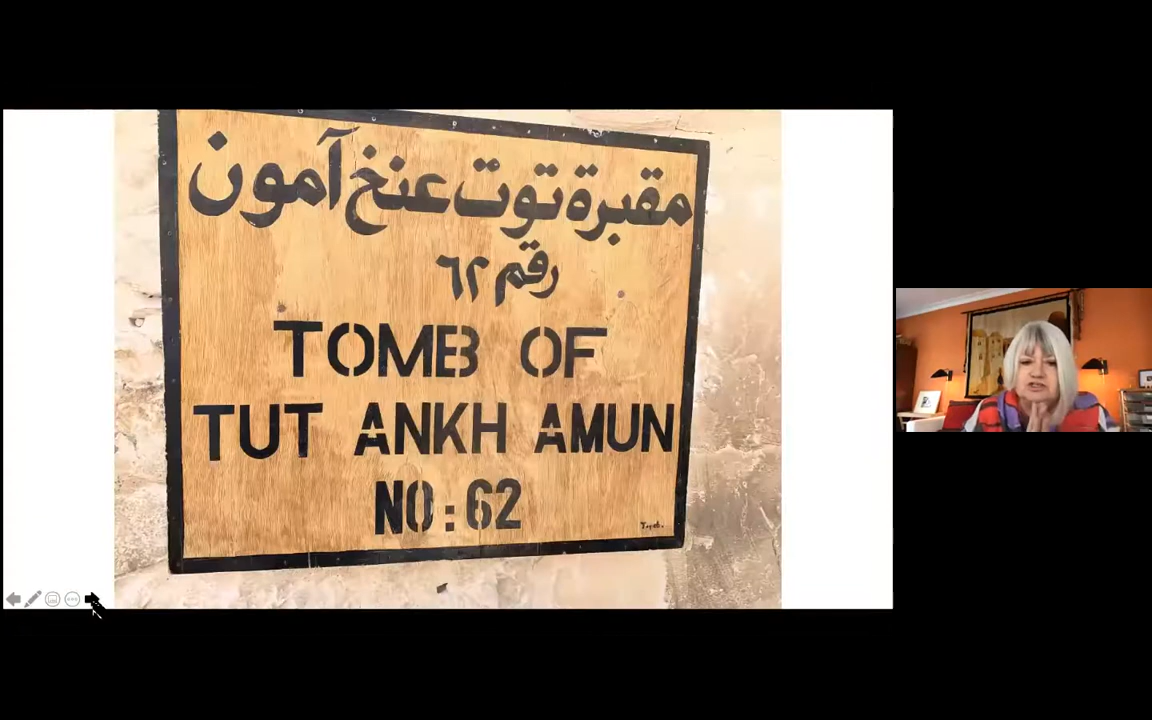 مقبرة توت عنخ آمون
رقم ٦٢
TOMB OF
TUT ANKH AMUN
NO: 62